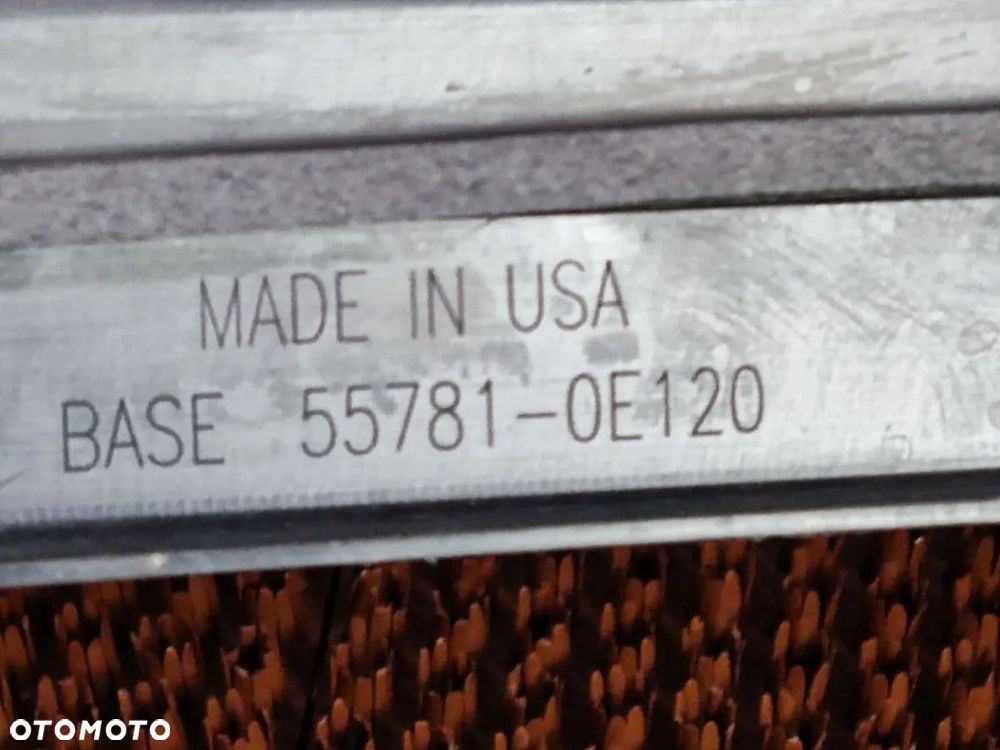 MADE IN USA
BASE 55781-0E120
OTOMOTO